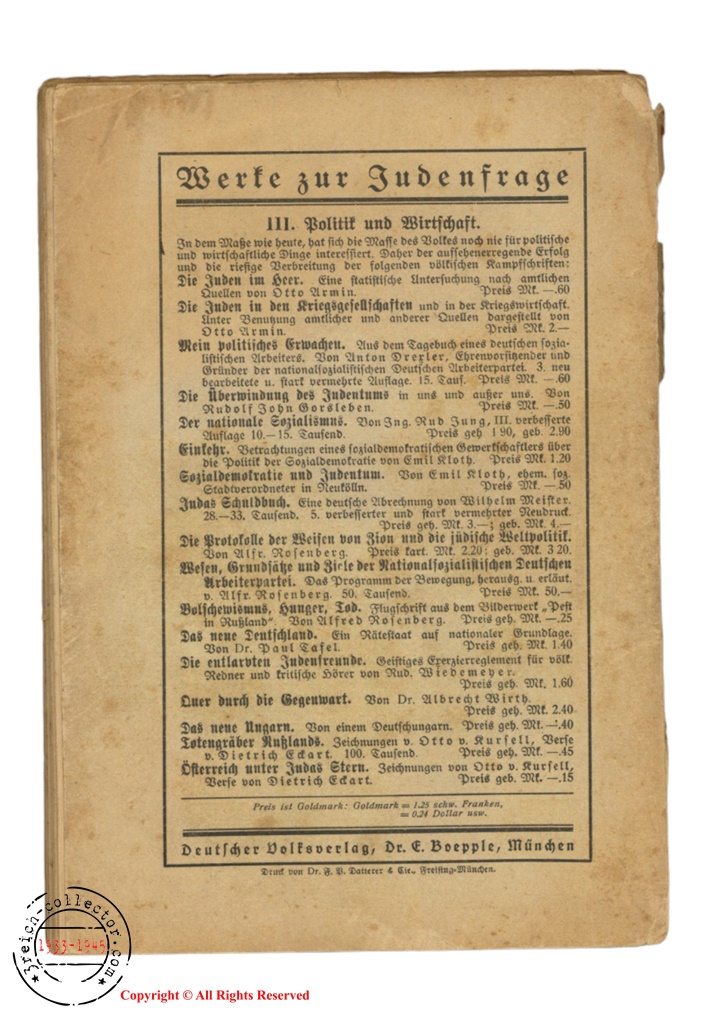 Werke zur Judenfrage
III. Politik und Wirtschaft.
In dem Maße wie heute, hat sich die Masse des Volkes noch nie für politische
und wirtschaftliche Dinge interessiert. Daher der aufsehenerregende Erfolg
und die riesige Verbreitung der folgenden völkischen Kampfschriften:
Die Juden im Heer. Eine statistische Untersuchung nach amtlichen
Quellen von Otto Armin. Preis Mk. —.60
Die Juden in den Kriegsgesellschaften und in der Kriegswirtschaft.
Unter Benutzung amtlicher und anderer Quellen dargestellt von
Otto Armin. Preis Mk. 2.—
Mein politisches Erwachen. Aus dem Tagebuch eines deutschen sozia-
listischen Arbeiters. Von Anton Drexler, Ehrenvorsitzender und
Gründer der nationalsozialistischen Deutschen Arbeiterpartei. 3. neu
bearbeitete u. stark vermehrte Auflage. 15. Taus. Preis Mk. —.60
Die Überwindung des Judentums in uns und außer uns. Von
Rudolf John Gorsleben. Preis Mk. —.50
Der nationale Sozialismus. Von Ing. Rud Jung, III. verbesserte
Auflage 10.—15. Tausend. Preis geh 1 90, geb. 2.90
Einkehr. Betrachtungen eines sozialdemokratischen Gewerkschaftlers über
die Politik der Sozialdemokratie von Emil Kloth. Preis Mk. 1.20
Sozialdemokratie und Judentum. Von Emil Kloth, ehem. soz.
Stadtverordneter in Neukölln. Preis Mk. —.50
Judas Schuldbuch. Eine deutsche Abrechnung von Wilhelm Meister.
28.—33. Tausend. 5. verbesserter und stark vermehrter Neudruck.
Preis geh. Mk. 3.—; geb. Mk. 4.—
Die Protokolle der Weisen von Zion und die jüdische Weltpolitik.
Von Alfr. Rosenberg. Preis kart. Mk. 2.20; geb. Mk. 3 20.
Wesen, Grundsätze und Ziele der Nationalsozialistischen Deutschen
Arbeiterpartei. Das Programm der Bewegung, herausg. u. erläut.
v. Alfr. Rosenberg. 50. Tausend. Preis Mk. 50.—
Bolschewismus, Hunger, Tod. Flugschrift aus dem Bilderwerk „Pest
in Rußland“. Von Alfred Rosenberg. Preis geh. Mk. —.25
Das neue Deutschland. Ein Rätestaat auf nationaler Grundlage.
Von Dr. Paul Tafel. Preis geh. Mk. 1.40
Die entlarvten Judenfreunde. Geistiges Exerzierreglement für völk.
Redner und kritische Hörer von Rud. Wiedemeyer.
Preis geh. Mk. 1.60
Quer durch die Gegenwart. Von Dr. Albrecht Wirth.
Preis geh. Mk. 2.40
Das neue Ungarn. Von einem Deutschungarn. Preis geh. Mk. —.40
Totengräber Rußlands. Zeichnungen v. Otto v. Kursell, Verse
v. Dietrich Eckart. 100. Tausend. Preis geh. Mk. —.45
Österreich unter Judas Stern. Zeichnungen von Otto v. Kursell,
Verse von Dietrich Eckart. Preis geh. Mk. —.15
Preis ist Goldmark: Goldmark = 1.25 schw. Franken,
= 0.24 Dollar usw.
Deutscher Volksverlag, Dr. E. Boepple, München
Druck von Dr. F. P. Datterer & Cie., Freising-München.
3reich-collector.com
1933-1945
Copyright © All Rights Reserved